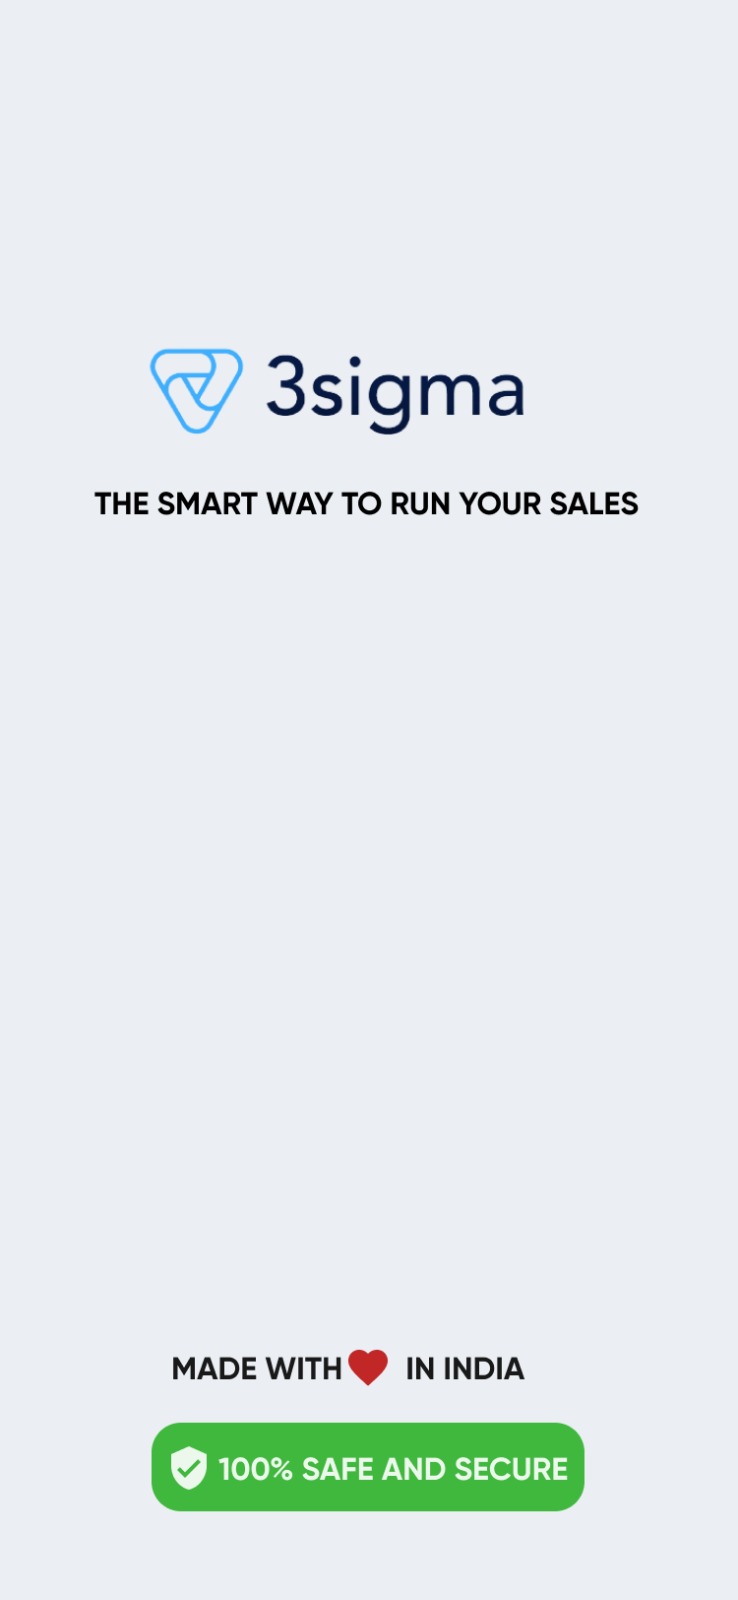 3sigma
THE SMART WAY TO RUN YOUR SALES
MADE WITH ❤ IN INDIA
100% SAFE AND SECURE